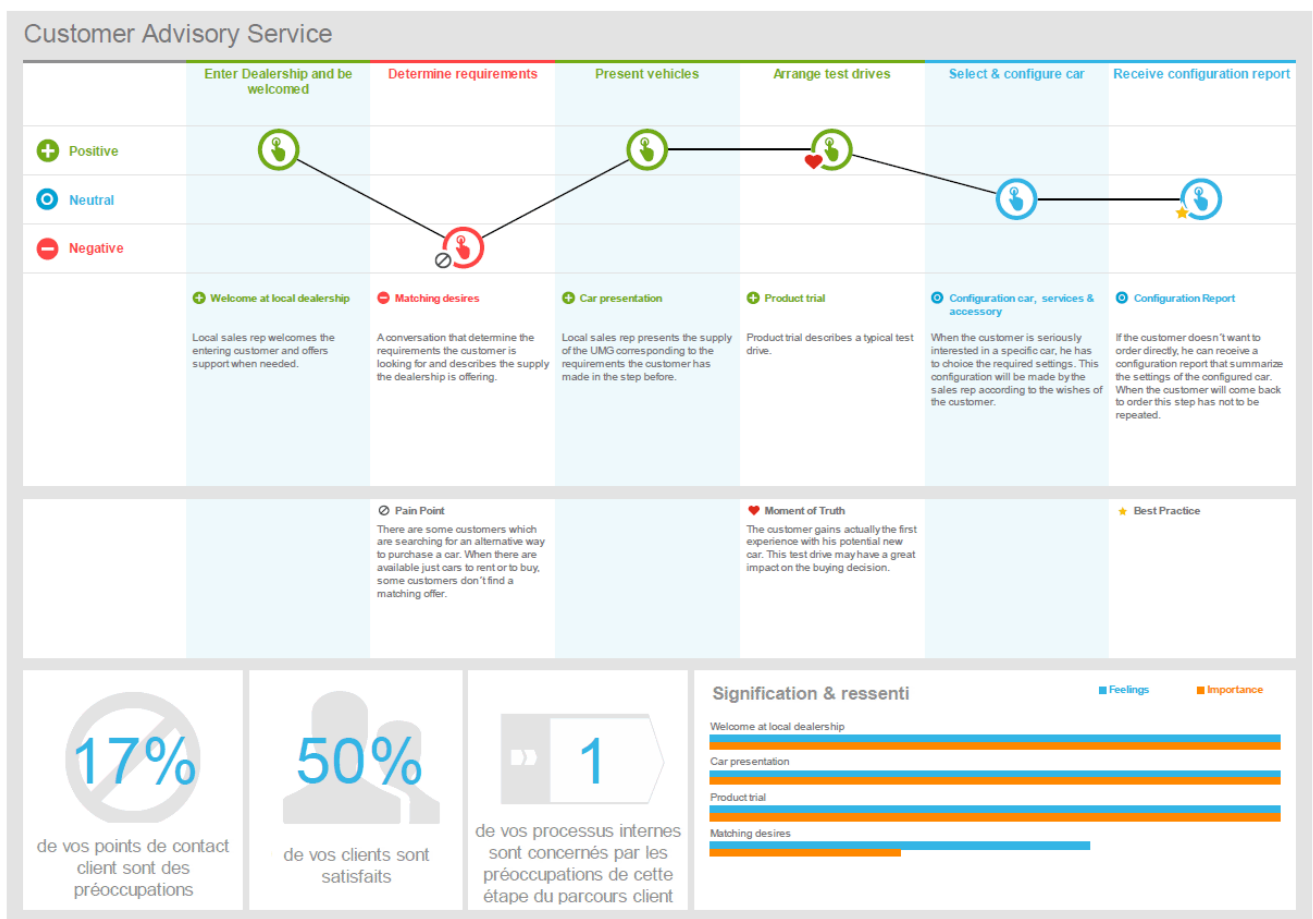 Customer Advisory Service
Enter Dealership and be
welcomed
Determine requirements
Present vehicles
Arrange test drives
Select & configure car
Receive configuration report
Positive
Neutral
Negative
Welcome at local dealership
Local sales rep welcomes the
entering customer and offers
support when needed.
Matching desires
A conversation that determine the
requirements the customer is
looking for and describes the supply
the dealership is offering.
Car presentation
Local sales rep presents the supply
of the UMG corresponding to the
requirements the customer has
made in the step before.
Product trial
Product trial describes a typical test
drive.
Configuration car, services &
accessory
When the customer is seriously
interested in a specific car, he has
to choice the required settings. This
configuration will be made by the
sales rep according to the wishes of
the customer.
Configuration Report
If the customer doesn´t want to
order directly, he can receive a
configuration report that summarize
the settings of the configured car.
When the customer will come back
to order this step has not to be
repeated.
Pain Point
There are some customers which
are searching for an alternative way
to purchase a car. When there are
available just cars to rent or to buy,
some customers don´t find a
matching offer.
Moment of Truth
The customer gains actually the first
experience with his potential new
car. This test drive may have a great
impact on the buying decision.
Best Practice
17%
de vos points de contact
client sont des
préoccupations
50%
de vos clients sont
satisfaits
1
de vos processus internes
sont concernés par les
préoccupations de cette
étape du parcours client
Signification & ressenti
Feelings
Importance
Welcome at local dealership
Car presentation
Product trial
Matching desires